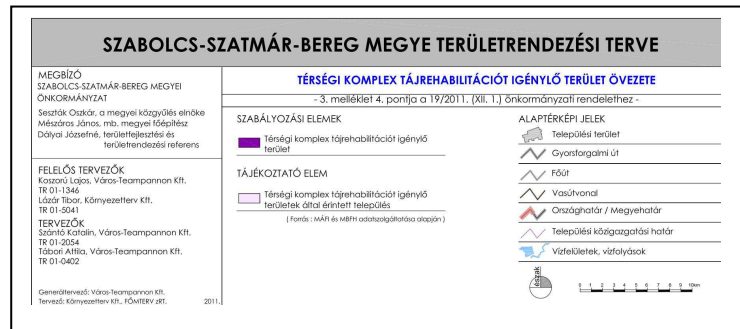 SZABOLCS-SZATMÁR-BEREG MEGYE TERÜLETRENDEZÉSI TERVE
MEGBÍZÓ
SZABOLCS-SZATMÁR-BEREG MEGYEI
ÖNKORMÁNYZAT
Seszták Oszkár, a megyei közgyűlés elnöke
Mészáros János, mb. megyei főépítész
Dályai Józsefné, területfejlesztési és
területrendezési referens
FELELŐS TERVEZŐK
Koszorú Lajos, Város-Teampannon Kft.
TR 01-1346
Lázár Tibor, Környezetterv Kft.
TR 01-5041
TERVEZŐK
Szántó Katalin, Város-Teampannon Kft.
TR 01-2054
Tábori Attila, Város-Teampannon Kft.
TR 01-0402
Generáltervező: Város-Teampannon Kft.
Tervező: Környezetterv Kft., FŐMTERV zRT. 2011.
TÉRSÉGI KOMPLEX TÁJREHABILITÁCIÓT IGÉNYLŐ TERÜLET ÖVEZETE
- 3. melléklet 4. pontja a 19/2011. (XII. 1.) önkormányzati rendelethez -
SZABÁLYOZÁSI ELEMEK
Térségi komplex tájrehabilitációt igénylő
terület
TÁJÉKOZTATÓ ELEM
Térségi komplex tájrehabilitációt igénylő
területek által érintett település
( Forrás : MÁFI és MBFH adatszolgáltatása alapján )
ALAPTÉRKÉPI JELEK
Települési terület
Gyorsforgalmi út
Főút
Vasútvonal
Országhatár / Megyehatár
Települési közigazgatási határ
Vízfelületek, vízfolyások
észak
0 1 2 3 4 5 6 7 8 9 10km